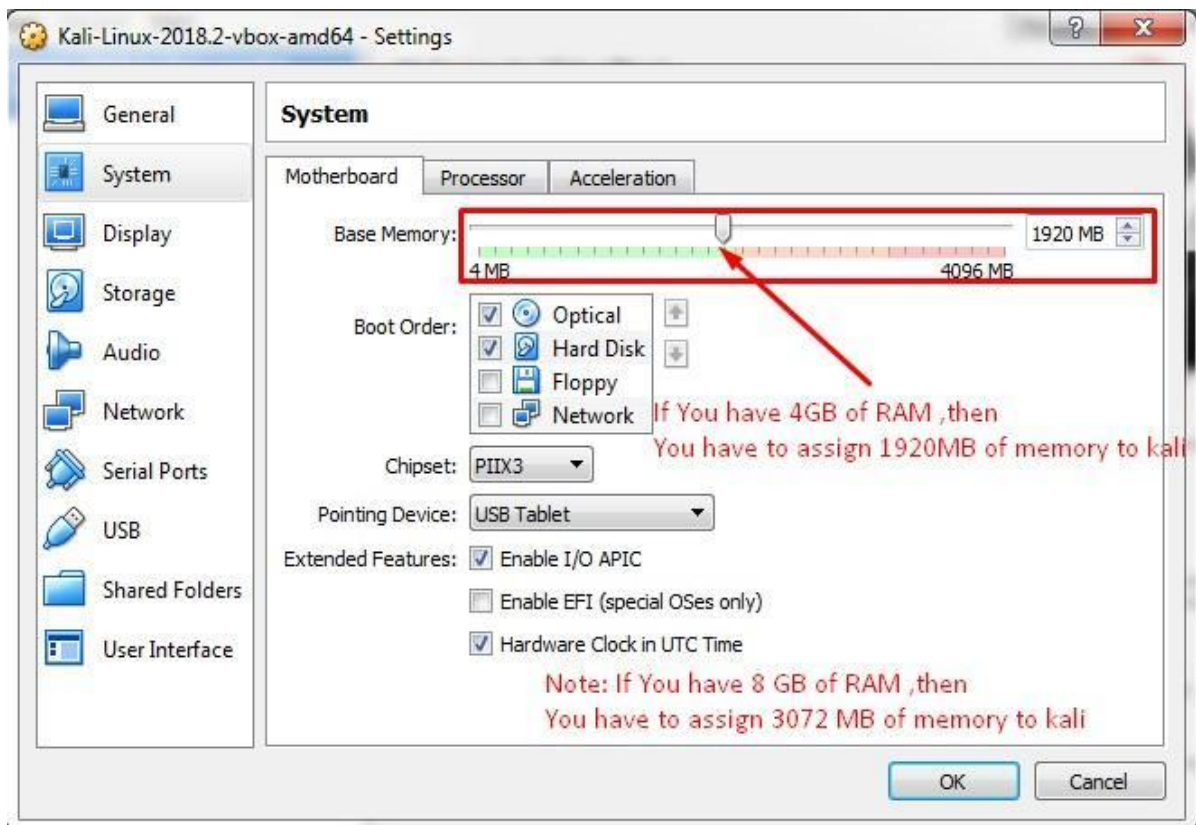 Kali-Linux-2018.2-vbox-amd64 - Settings
General
System
Display
Storage
Audio
Network
Serial Ports
USB
Shared Folders
User Interface
System
Motherboard Processor Acceleration
Base Memory: 1920 MB
4 MB 4096 MB
Boot Order:
Optical
Hard Disk
Floppy
Network
If You have 4GB of RAM ,then
You have to assign 1920MB of memory to kali
Chipset: PIIX3
Pointing Device: USB Tablet
Extended Features: Enable I/O APIC
Enable EFI (special OSes only)
Hardware Clock in UTC Time
Note: If You have 8 GB of RAM ,then
You have to assign 3072 MB of memory to kali
OK Cancel